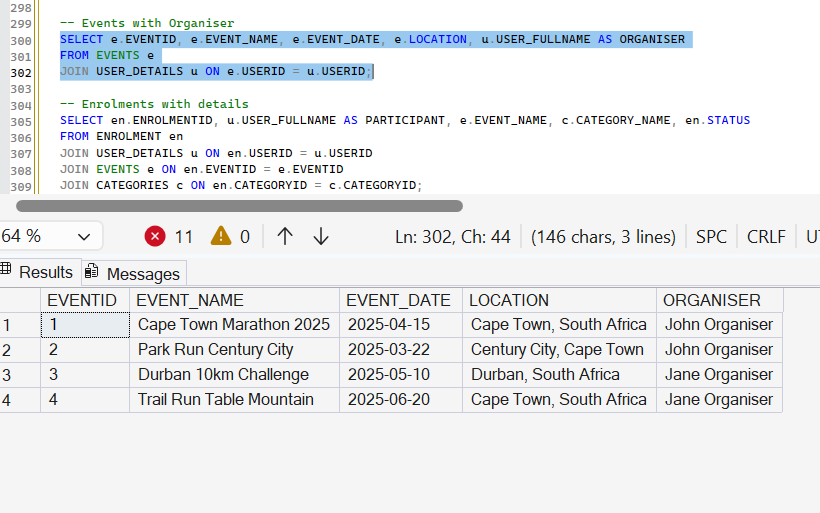 298
299 -- Events with Organiser
300 SELECT e.EVENTID, e.EVENT_NAME, e.EVENT_DATE, e.LOCATION, u.USER_FULLNAME AS ORGANISER
301 FROM EVENTS e
302 JOIN USER_DETAILS u ON e.USERID = u.USERID;
303
304 -- Enrolments with details
305 SELECT en.ENROLMENTID, u.USER_FULLNAME AS PARTICIPANT, e.EVENT_NAME, c.CATEGORY_NAME, en.STATUS
306 FROM ENROLMENT en
307 JOIN USER_DETAILS u ON en.USERID = u.USERID
308 JOIN EVENTS e ON en.EVENTID = e.EVENTID
309 JOIN CATEGORIES c ON en.CATEGORYID = c.CATEGORYID;
64 % 11 0 Ln: 302, Ch: 44 (146 chars, 3 lines) SPC CRLF
Results Messages
EVENTID EVENT_NAME EVENT_DATE LOCATION ORGANISER
1 1 Cape Town Marathon 2025 2025-04-15 Cape Town, South Africa John Organiser
2 2 Park Run Century City 2025-03-22 Century City, Cape Town John Organiser
3 3 Durban 10km Challenge 2025-05-10 Durban, South Africa Jane Organiser
4 4 Trail Run Table Mountain 2025-06-20 Cape Town, South Africa Jane Organiser